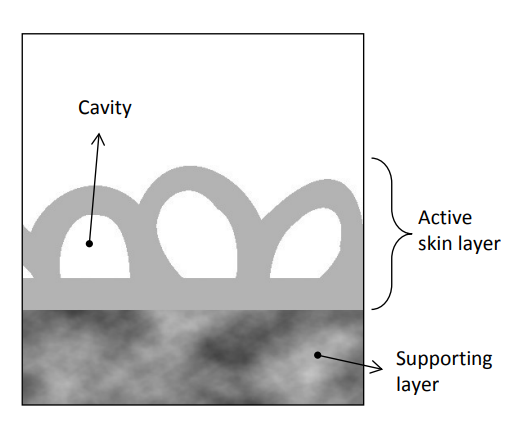 Cavity
Active
skin layer
Supporting
layer